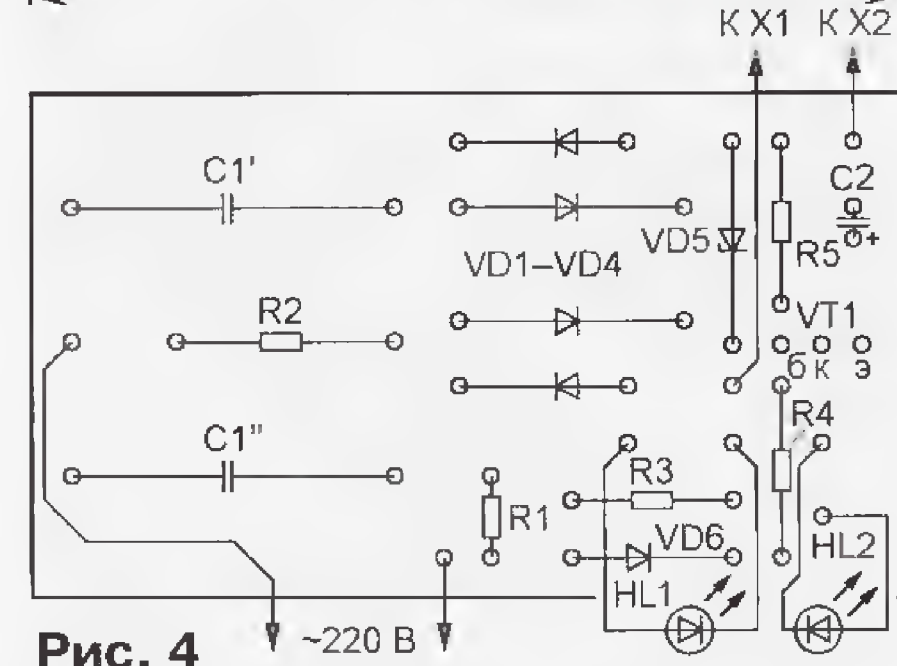 К X1 К X2
C1'
C2
+
VD5
R5
VD1–VD4
R2
VT1
б к э
C1"
R4
R3
R1
VD6
HL2
HL1
~220 В
Рис. 4